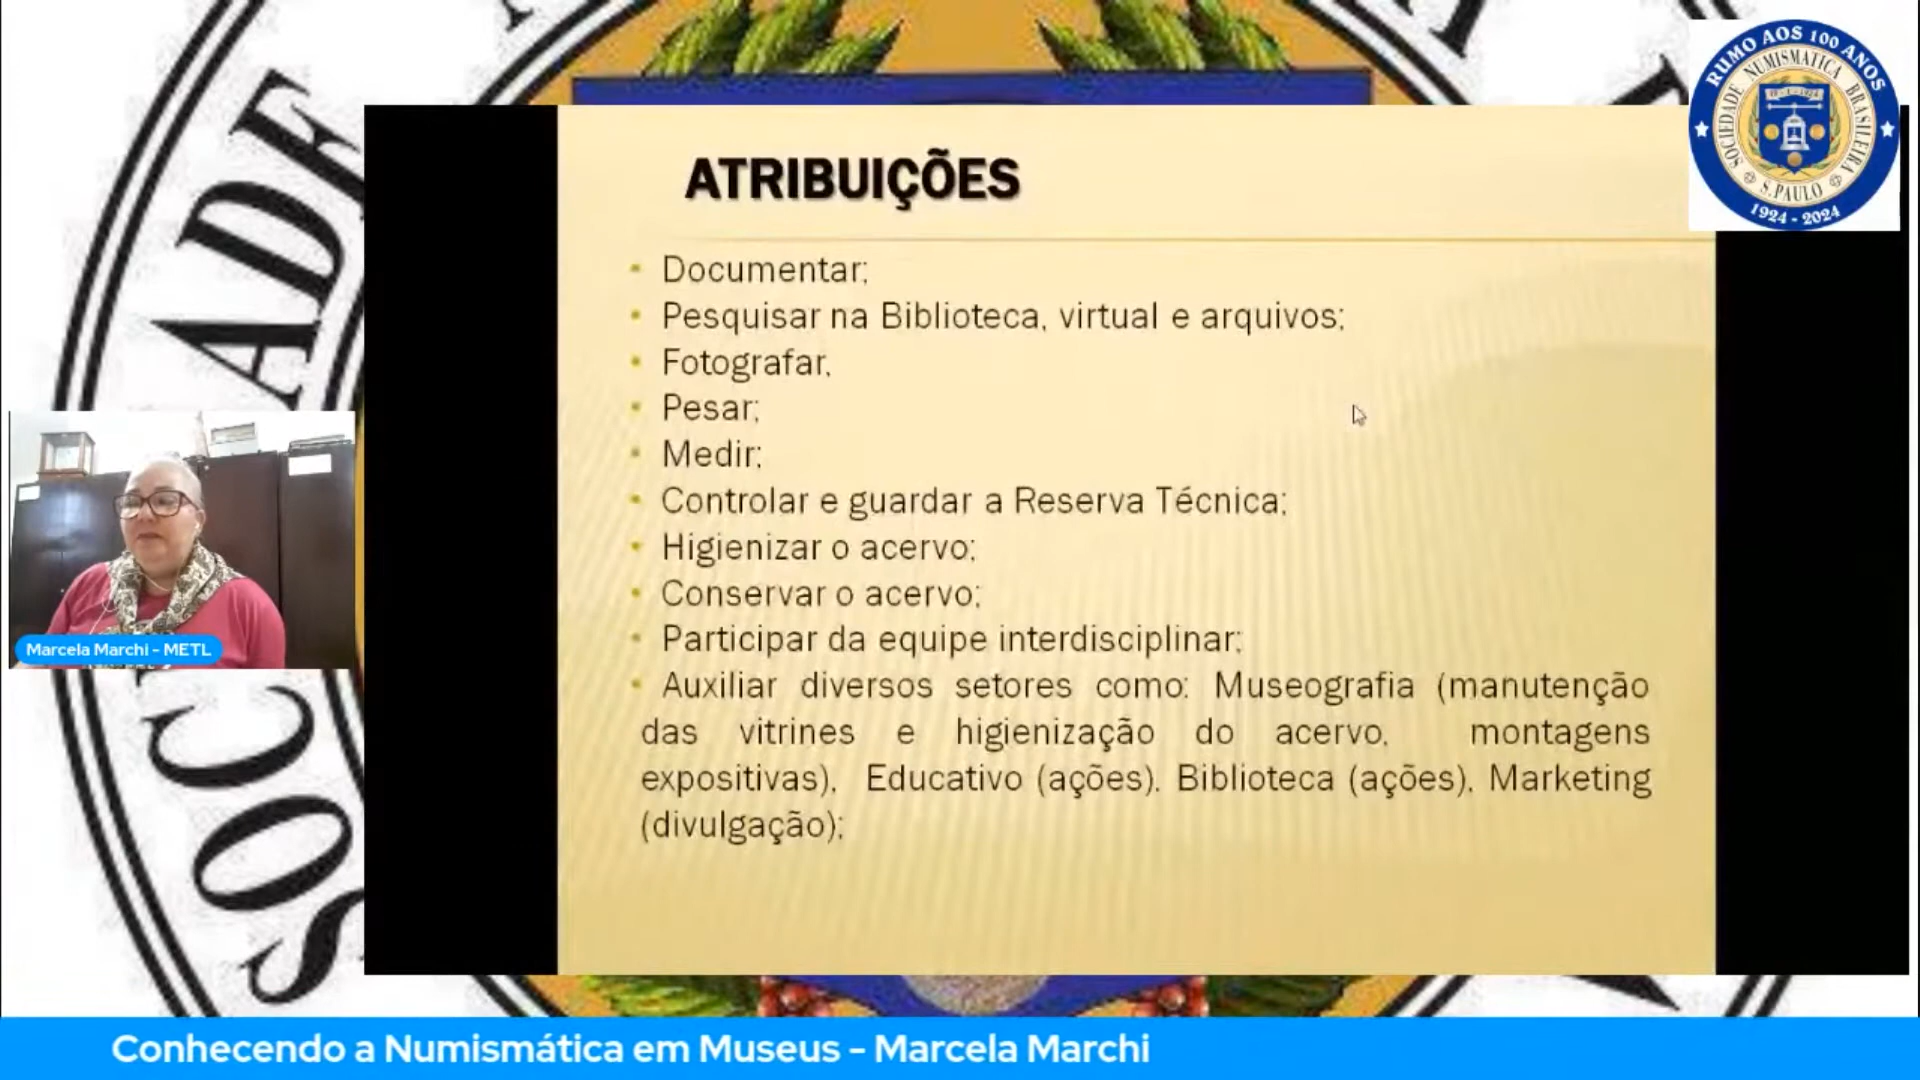 ADE
SOC
RUMO AOS 100 ANOS
SOCIEDADE NUMISMÁTICA BRASILEIRA
S. PAULO
1924 - 2024
ATRIBUIÇÕES
• Documentar;
• Pesquisar na Biblioteca, virtual e arquivos;
• Fotografar,
• Pesar;
• Medir;
• Controlar e guardar a Reserva Técnica;
• Higienizar o acervo;
• Conservar o acervo;
• Participar da equipe interdisciplinar;
• Auxiliar diversos setores como: Museografia (manutenção
das vitrines e higienização do acervo, montagens
expositivas), Educativo (ações), Biblioteca (ações), Marketing
(divulgação);
Marcela Marchi - METL
Conhecendo a Numismática em Museus - Marcela Marchi